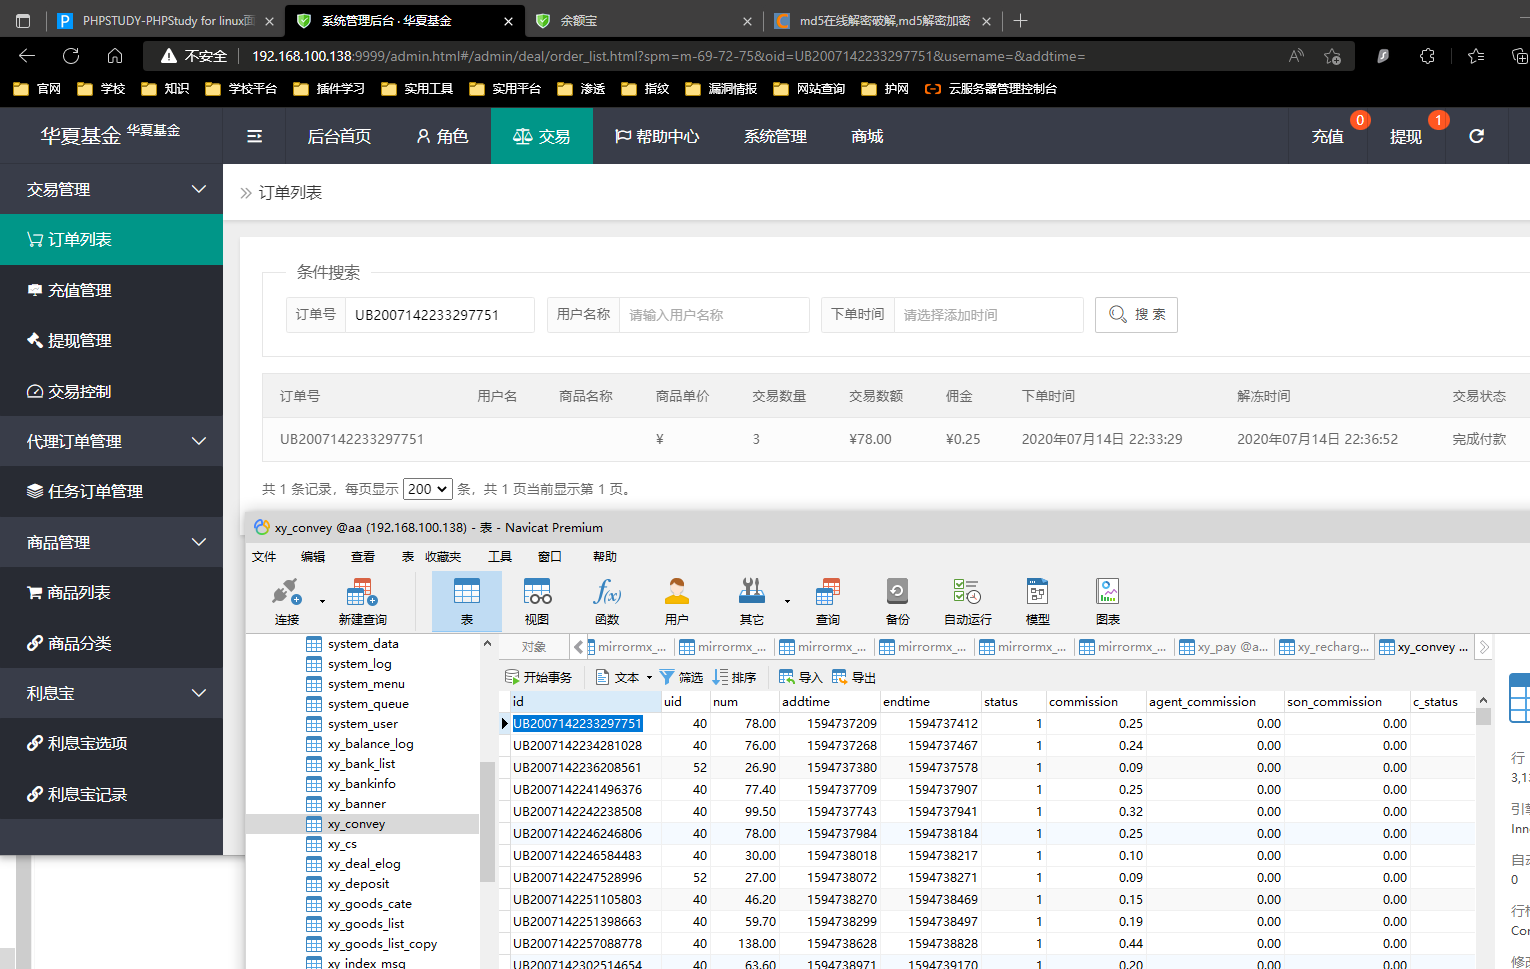 PHPSTUDY-PHPStudy for linux面
系统管理后台 · 华夏基金
余额宝
md5在线解密破解,md5解密加密
不安全
192.168.100.138:9999/admin.html#/admin/deal/order_list.html?spm=m-69-72-75&oid=UB2007142233297751&username=&addtime=
官网 学校 知识 学校平台 插件学习 实用工具 实用平台 渗透 指纹 漏洞情报 网站查询 护网 云服务器管理控制台
华夏基金 华夏基金
后台首页 角色 交易 帮助中心 系统管理 商城 充值 0 提现 1
交易管理
订单列表
充值管理
提现管理
交易控制
代理订单管理
任务订单管理
商品管理
商品列表
商品分类
利息宝
利息宝选项
利息宝记录
订单列表
条件搜索
订单号 UB2007142233297751 用户名称 请输入用户名称 下单时间 请选择添加时间 搜 索
订单号 用户名 商品名称 商品单价 交易数量 交易数额 佣金 下单时间 解冻时间 交易状态
UB2007142233297751 ¥ 3 ¥78.00 ¥0.25 2020年07月14日 22:33:29 2020年07月14日 22:36:52 完成付款
共 1 条记录，每页显示 200 条，共 1 页当前显示第 1 页。
xy_convey @aa (192.168.100.138) - 表 - Navicat Premium
文件 编辑 查看 表 收藏夹 工具 窗口 帮助
连接 新建查询 表 视图 函数 用户 其它 查询 备份 自动运行 模型 图表
system_data
system_log
system_menu
system_queue
system_user
xy_balance_log
xy_bank_list
xy_bankinfo
xy_banner
xy_convey
xy_cs
xy_deal_elog
xy_deposit
xy_goods_cate
xy_goods_list
xy_goods_list_copy
xy_index_msg
对象 mirrormx_... mirrormx_... mirrormx_... mirrormx_... mirrormx_... mirrormx_... xy_pay @a... xy_recharg... xy_convey ...
开始事务 文本 筛选 排序 导入 导出
id uid num addtime endtime status commission agent_commission son_commission c_status
UB2007142233297751 40 78.00 1594737209 1594737412 1 0.25 0.00 0.00
UB2007142234281028 40 76.00 1594737268 1594737467 1 0.24 0.00 0.00
UB2007142236208561 52 26.90 1594737380 1594737578 1 0.09 0.00 0.00
UB2007142241496376 40 77.40 1594737709 1594737907 1 0.25 0.00 0.00
UB2007142242238508 40 99.50 1594737743 1594737941 1 0.32 0.00 0.00
UB2007142246246806 40 78.00 1594737984 1594738184 1 0.25 0.00 0.00
UB2007142246584483 40 30.00 1594738018 1594738217 1 0.10 0.00 0.00
UB2007142247528996 52 27.00 1594738072 1594738271 1 0.09 0.00 0.00
UB2007142251105803 40 46.20 1594738270 1594738469 1 0.15 0.00 0.00
UB2007142251398663 40 59.70 1594738299 1594738497 1 0.19 0.00 0.00
UB2007142257088778 40 138.00 1594738628 1594738828 1 0.44 0.00 0.00
UB2007142302514654 40 63.60 1594738971 1594739170 1 0.20 0.00 0.00
行
3,1
引
Inn
自
0
行
Cor
修